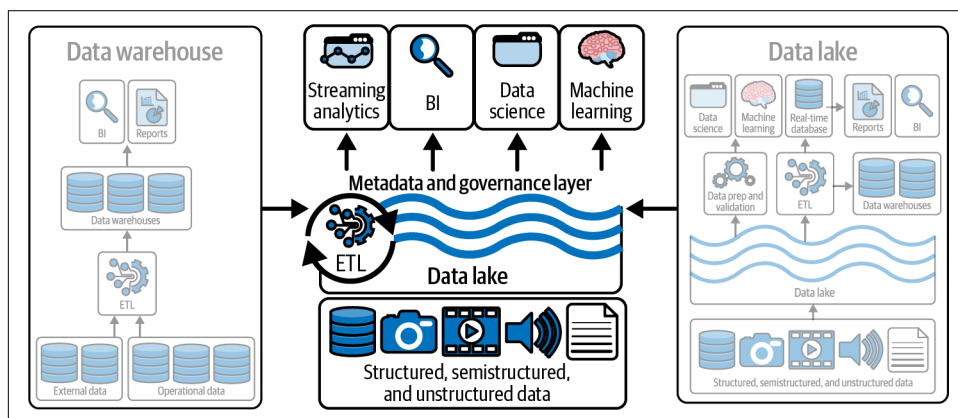 Data warehouse
BI
Reports
Data warehouses
ETL
External data
Operational data
Streaming
analytics
BI
Data
science
Machine
learning
Metadata and governance layer
ETL
Data lake
Structured, semistructured,
and unstructured data
Data lake
Data
science
Machine
learning
Real-time
database
Reports
BI
Data prep and
validation
ETL
Data warehouses
Data lake
Structured, semistructured, and unstructured data